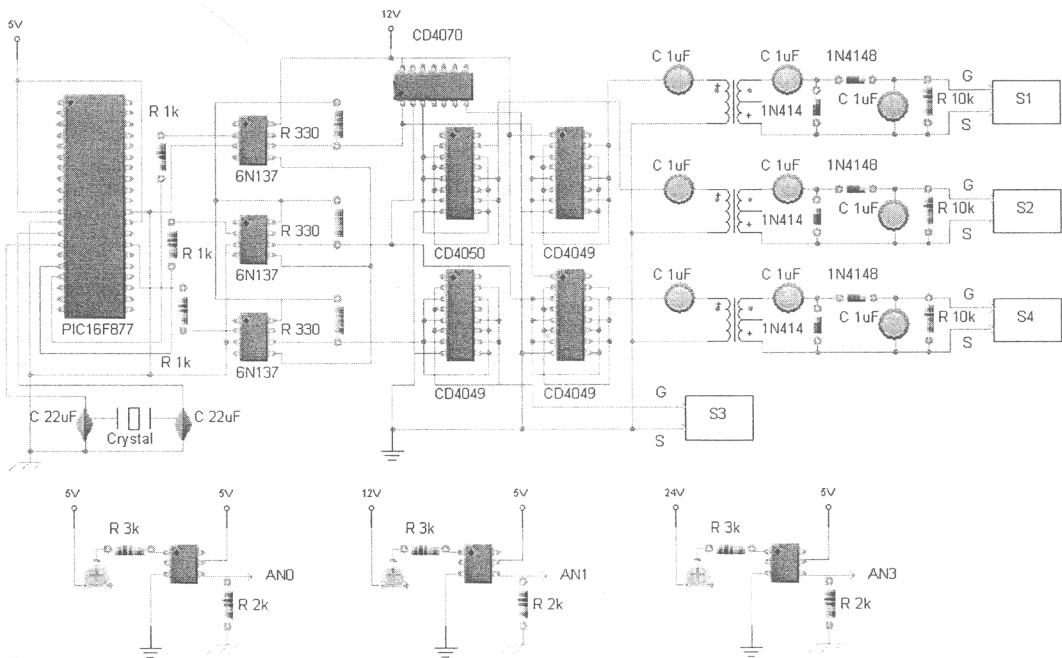 5V
12V
CD4070
R 1k
R 330
6N137
R 1k
R 330
6N137
R 330
R 1k
6N137
PIC16F877
C 22uF
Crystal
C 22uF
CD4050
CD4049
CD4049
CD4049
C 1uF
C 1uF
1N4148
1N414
C 1uF
R 10k
G
S
S1
C 1uF
C 1uF
1N4148
1N414
C 1uF
R 10k
G
S
S2
C 1uF
C 1uF
1N4148
1N414
C 1uF
R 10k
G
S
S4
G
S
S3
5V
R 3k
5V
AN0
R 2k
12V
R 3k
5V
AN1
R 2k
24V
R 3k
5V
AN3
R 2k